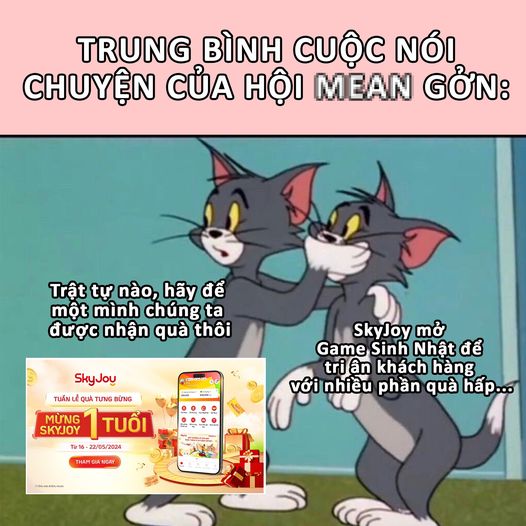 TRUNG BÌNH CUỘC NÓI
CHUYỆN CỦA HỘI MEAN GỞN:
Trật tự nào, hãy để
một mình chúng ta
được nhận quà thôi
SkyJoy mở
Game Sinh Nhật để
tri ân khách hàng
với nhiều phần quà hấp...
SkyJoy
TUẦN LỄ QUÀ TƯNG BỪNG
MỪNG
SKYJOY
1 TUỔI
Từ 16 - 22/05/2024
THAM GIA NGAY